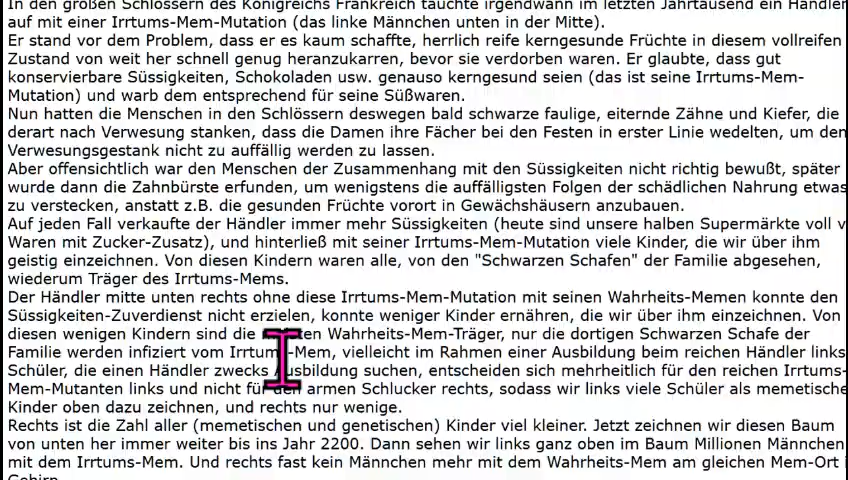 In den großen Schlössern des Königreichs Frankreich tauchte irgendwann im letzten Jahrtausend ein Händler
auf mit einer Irrtums-Mem-Mutation (das linke Männchen unten in der Mitte).
Er stand vor dem Problem, dass er es kaum schaffte, herrlich reife kerngesunde Früchte in diesem vollreifen
Zustand von weit her schnell genug heranzukarren, bevor sie verdorben waren. Er glaubte, dass gut
konservierbare Süssigkeiten, Schokoladen usw. genauso kerngesund seien (das ist seine Irrtums-Mem-
Mutation) und warb dem entsprechend für seine Süßwaren.
Nun hatten die Menschen in den Schlössern deswegen bald schwarze faulige, eiternde Zähne und Kiefer, die
derart nach Verwesung stanken, dass die Damen ihre Fächer bei den Festen in erster Linie wedelten, um den
Verwesungsgestank nicht zu auffällig werden zu lassen.
Aber offensichtlich war den Menschen der Zusammenhang mit den Süssigkeiten nicht richtig bewußt, später
wurde dann die Zahnbürste erfunden, um wenigstens die auffälligsten Folgen der schädlichen Nahrung etwas
zu verstecken, anstatt z.B. die gesunden Früchte vorort in Gewächshäusern anzubauen.
Auf jeden Fall verkaufte der Händler immer mehr Süssigkeiten (heute sind unsere halben Supermärkte voll v
Waren mit Zucker-Zusatz), und hinterließ mit seiner Irrtums-Mem-Mutation viele Kinder, die wir über ihm
geistig einzeichnen. Von diesen Kindern waren alle, von den "Schwarzen Schafen" der Familie abgesehen,
wiederum Träger des Irrtums-Mems.
Der Händler mitte unten rechts ohne diese Irrtums-Mem-Mutation mit seinen Wahrheits-Memen konnte den
Süssigkeiten-Zuverdienst nicht erzielen, konnte weniger Kinder ernähren, die wir über ihm einzeichnen. Von
diesen wenigen Kindern sind die Wahrheits-Mem-Träger, nur die dortigen Schwarzen Schafe der
Familie werden infiziert vom Irrtums-Mem, vielleicht im Rahmen einer Ausbildung beim reichen Händler links.
Schüler, die einen Händler zwecks Ausbildung suchen, entscheiden sich mehrheitlich für den reichen Irrtums-
Mem-Mutanten links und nicht für den armen Schlucker rechts, sodass wir links viele Schüler als memetische
Kinder oben dazu zeichnen, und rechts nur wenige.
Rechts ist die Zahl aller (memetischen und genetischen) Kinder viel kleiner. Jetzt zeichnen wir diesen Baum
von unten her immer weiter bis ins Jahr 2200. Dann sehen wir links ganz oben im Baum Millionen Männchen
mit dem Irrtums-Mem. Und rechts fast kein Männchen mehr mit dem Wahrheits-Mem am gleichen Mem-Ort i
Gehirn